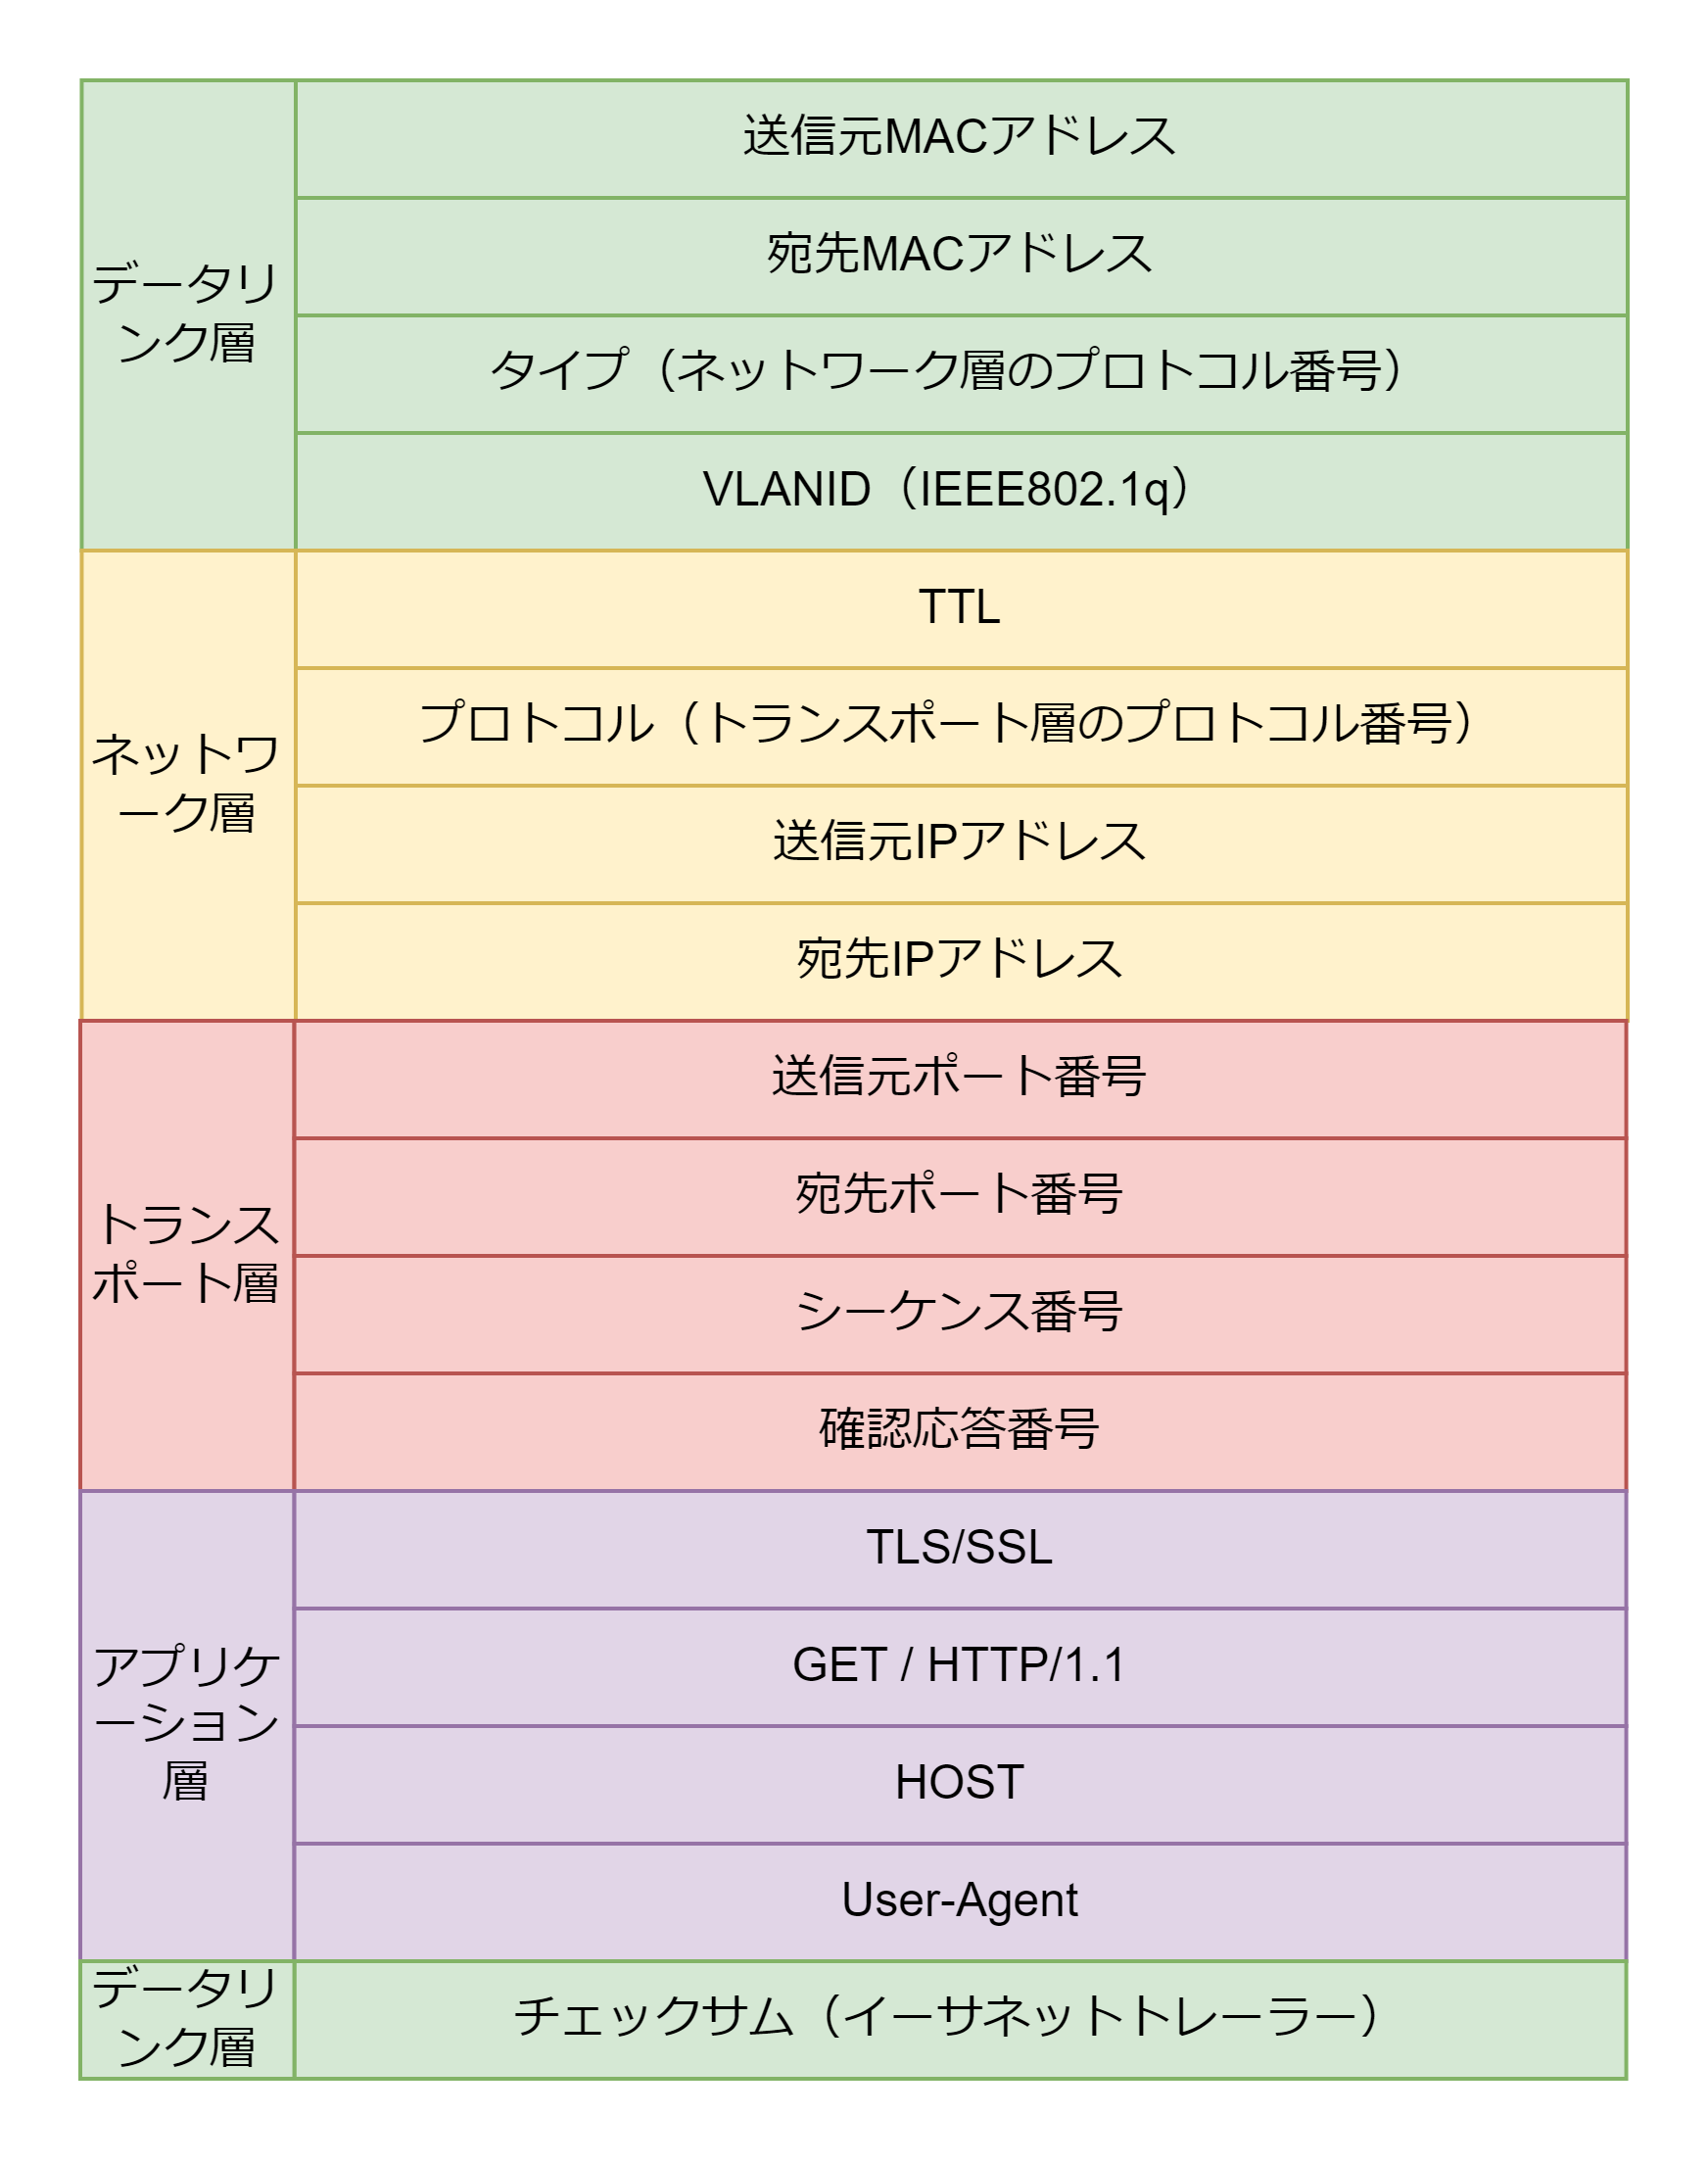 データリ
ンク層
送信元MACアドレス
宛先MACアドレス
タイプ（ネットワーク層のプロトコル番号）
VLANID（IEEE802.1q）
ネットワ
ーク層
TTL
プロトコル（トランスポート層のプロトコル番号）
送信元IPアドレス
宛先IPアドレス
トランス
ポート層
送信元ポート番号
宛先ポート番号
シーケンス番号
確認応答番号
アプリケ
ーション
層
TLS/SSL
GET / HTTP/1.1
HOST
User-Agent
データリ
ンク層
チェックサム（イーサネットトレーラー）